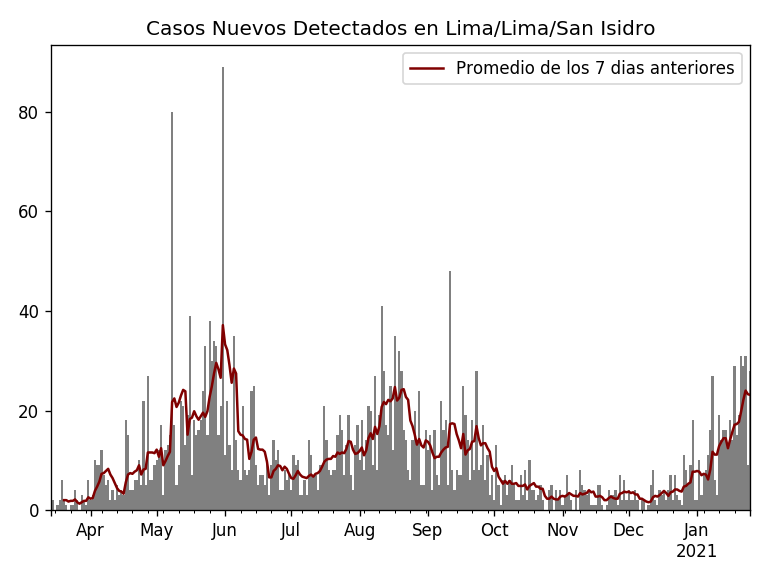 Casos Nuevos Detectados en Lima/Lima/San Isidro
Promedio de los 7 dias anteriores
80
60
40
20
0
Apr May Jun Jul Aug Sep Oct Nov Dec Jan
2021